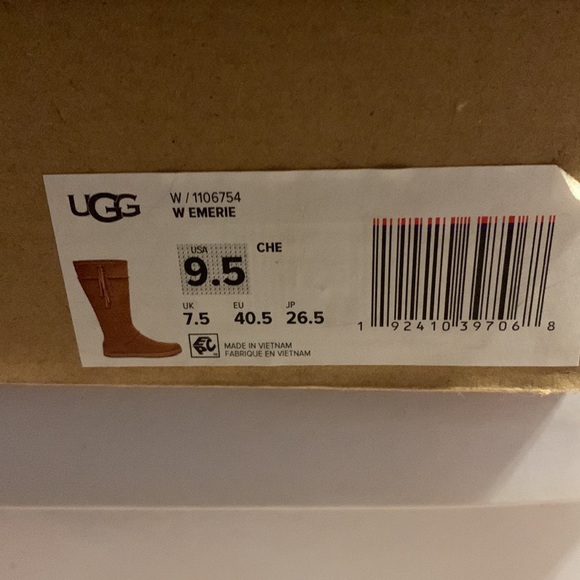 UGG
W / 1106754
W EMERIE
USA
9.5
CHE
UK EU JP
7.5 40.5 26.5
MADE IN VIETNAM
FABRIQUE EN VIETNAM
1 92410 39706 8